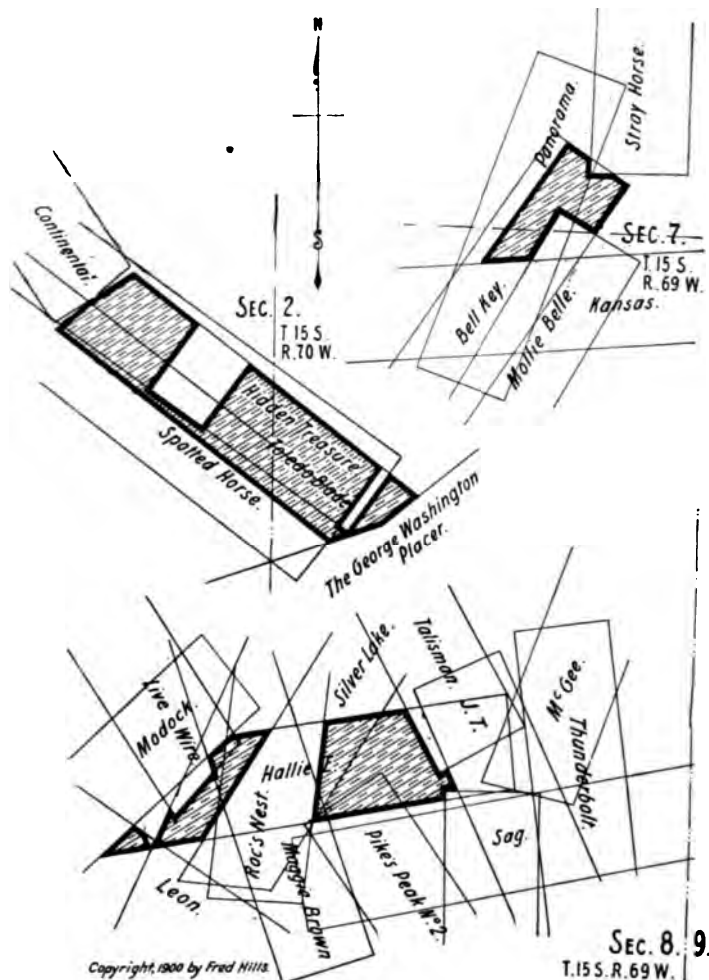 N
S
Panorama.
Stray Horse.
SEC. 7.
T. 15 S.
R. 69 W.
Bell Key.
Mollie Belle.
Kansas.
Continental.
SEC. 2.
T 15 S.
R. 70 W.
Hidden Treasure
Toledo Blade
Spotted Horse.
The George Washington
Placer.
Live Wire
Modock.
Silver Lake.
Talisman.
J. T.
McGee.
Thunderbolt.
Hallie
Roc's Nest.
Maggie Brown
Pike's Peak No. 2.
Sag.
Leon.
SEC. 8. 9.
T. 15 S. R. 69 W.
Copyright, 1900 by Fred Hills.